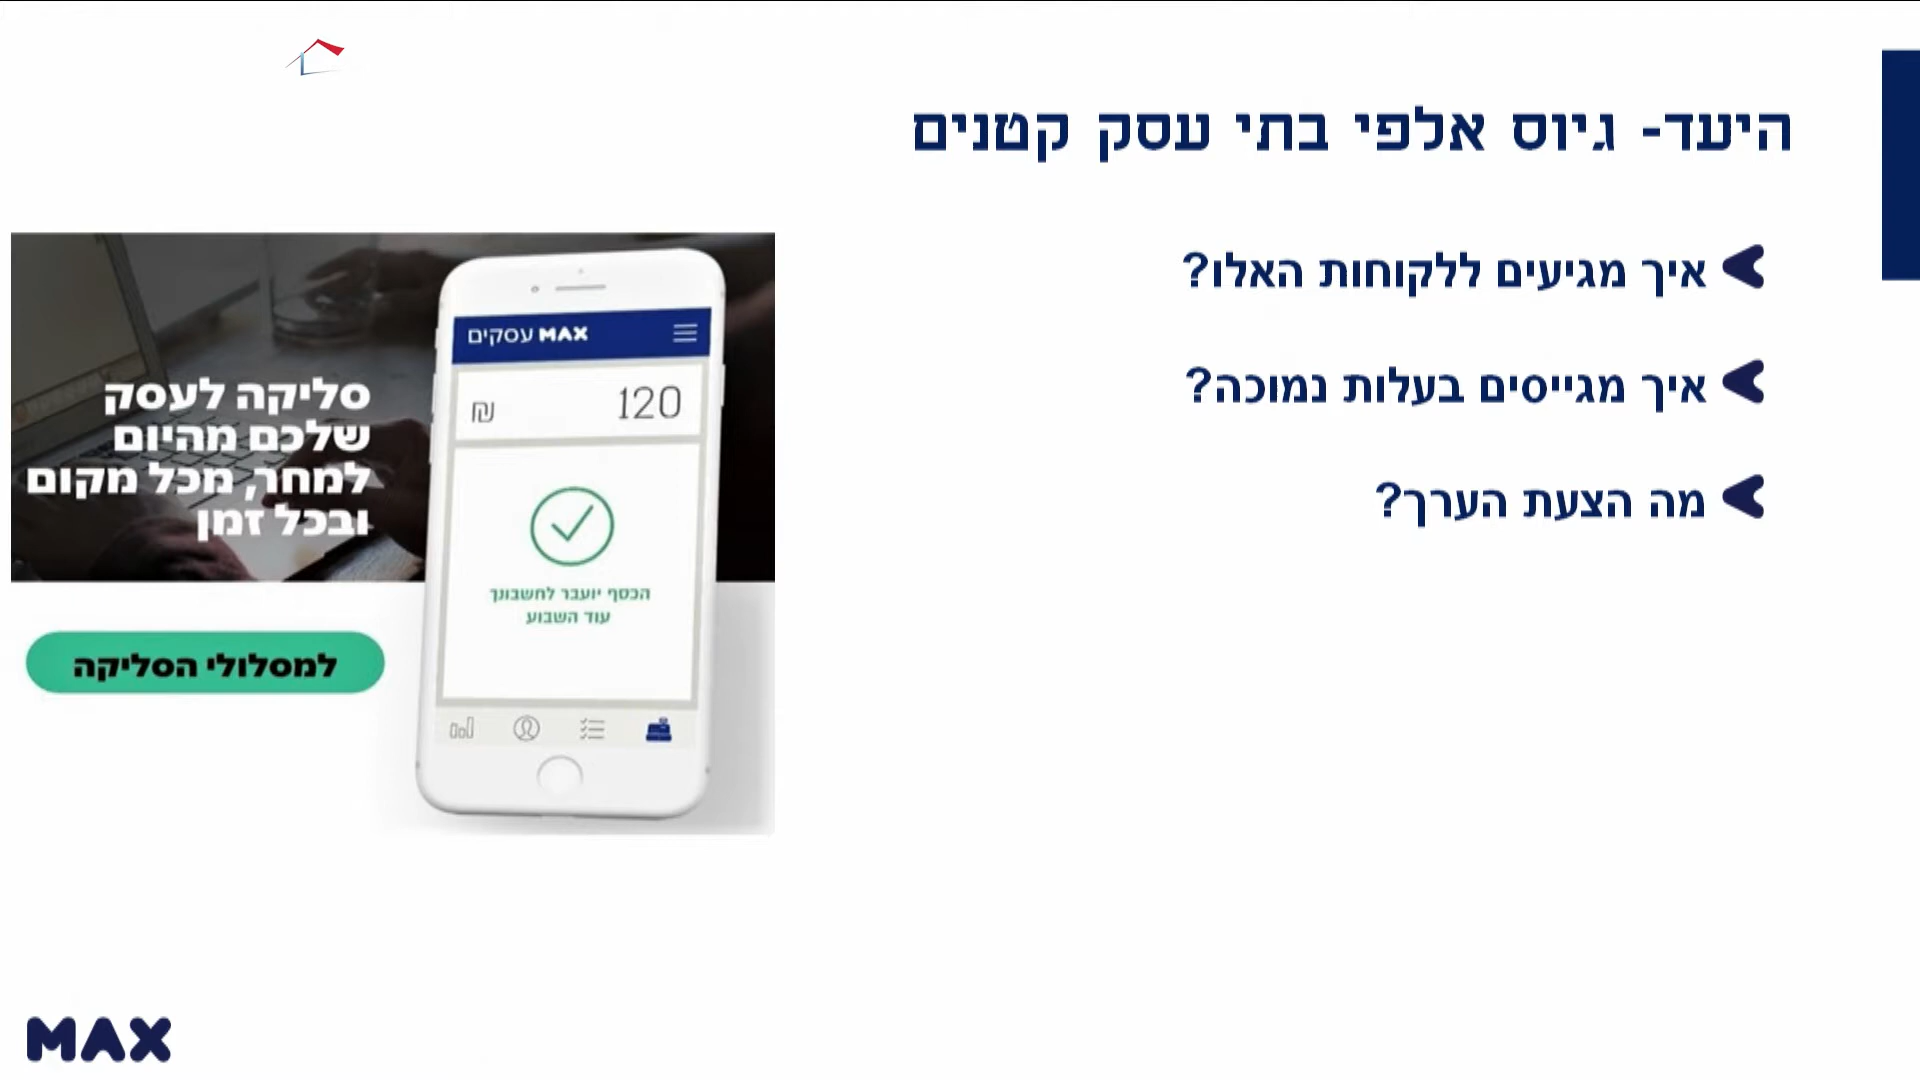 היעד- גיוס אלפי בתי עסק קטנים
איך מגיעים ללקוחות האלו?
איך מגייסים בעלות נמוכה?
מה הצעת הערך?
סליקה לעסק
שלכם מהיום
למחר, מכל מקום
ובכל זמן
למסלולי הסליקה
MAX עסקים
120 ₪
הכסף יועבר לחשבונך
עוד השבוע
MAX